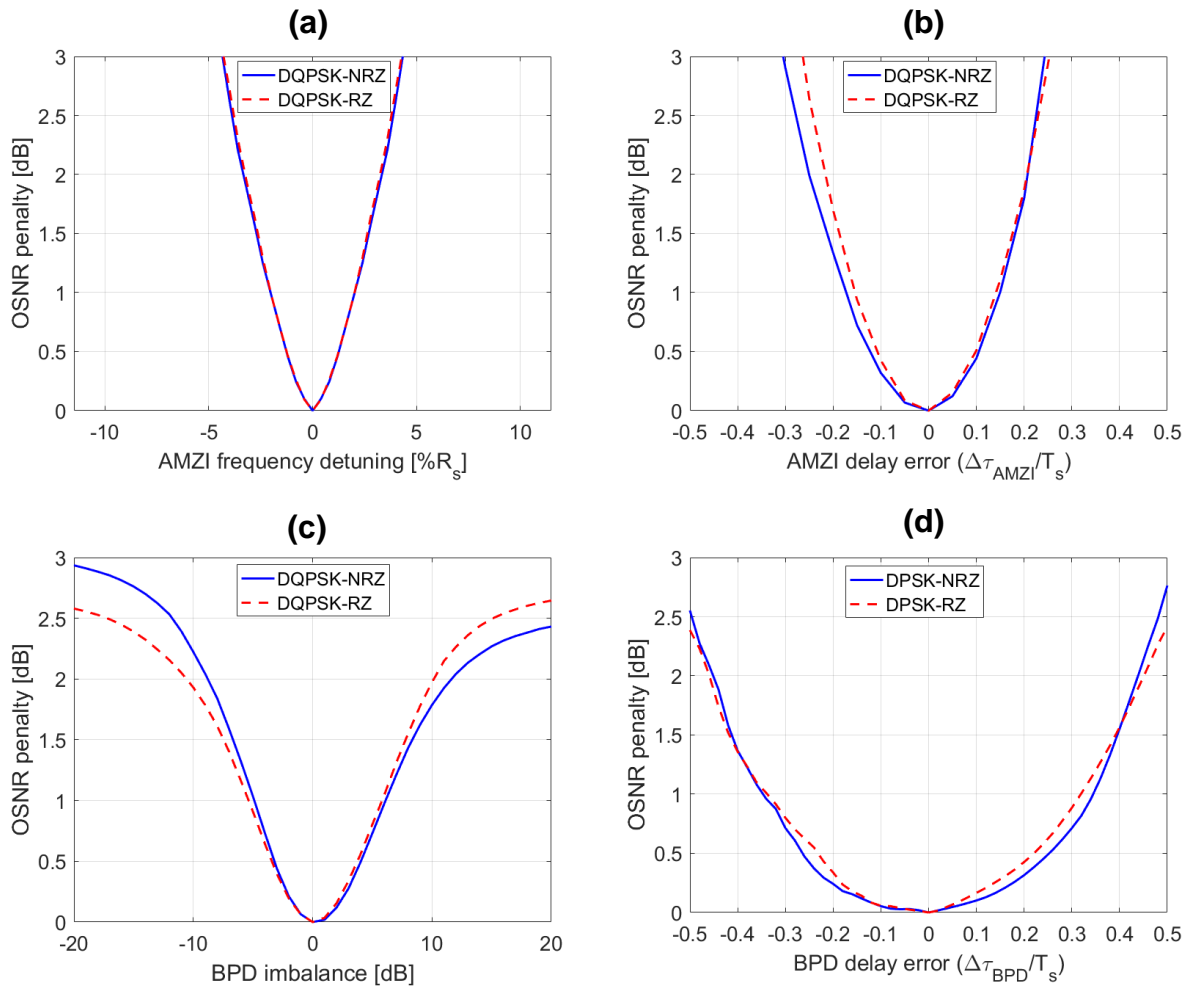 (a)
OSNR penalty [dB]
3
2.5
2
1.5
1
0.5
0
DQPSK-NRZ
DQPSK-RZ
-10 -5 0 5 10
AMZI frequency detuning [%Rs]
(b)
OSNR penalty [dB]
3
2.5
2
1.5
1
0.5
0
DQPSK-NRZ
DQPSK-RZ
-0.5 -0.4 -0.3 -0.2 -0.1 0 0.1 0.2 0.3 0.4 0.5
AMZI delay error (ΔτAMZI/Ts)
(c)
OSNR penalty [dB]
3
2.5
2
1.5
1
0.5
0
DQPSK-NRZ
DQPSK-RZ
-20 -10 0 10 20
BPD imbalance [dB]
(d)
OSNR penalty [dB]
3
2.5
2
1.5
1
0.5
0
DPSK-NRZ
DPSK-RZ
-0.5 -0.4 -0.3 -0.2 -0.1 0 0.1 0.2 0.3 0.4 0.5
BPD delay error (ΔτBPD/Ts)